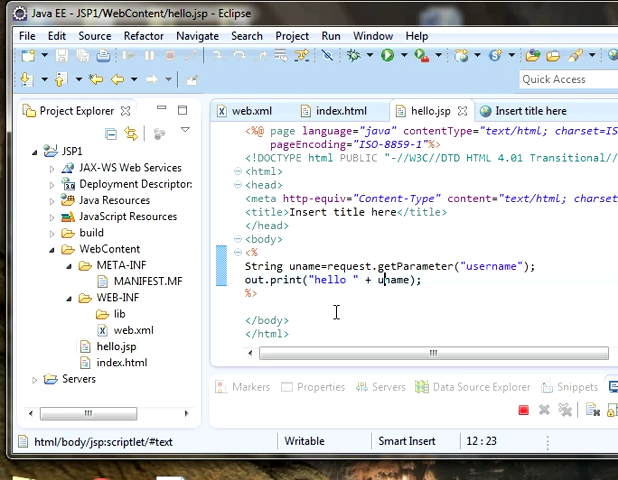 Java EE - JSP1/WebContent/hello.jsp - Eclipse
File Edit Source Refactor Navigate Search Project Run Window Help
Quick Access
Project Explorer
web.xml index.html hello.jsp Insert title here
JSP1
JAX-WS Web Services
Deployment Descriptor:
Java Resources
JavaScript Resources
build
WebContent
META-INF
MANIFEST.MF
WEB-INF
lib
web.xml
hello.jsp
index.html
Servers
<%@ page language="java" contentType="text/html; charset=IS
pageEncoding="ISO-8859-1"%>
<!DOCTYPE html PUBLIC "-//W3C//DTD HTML 4.01 Transitional//
<html>
<head>
<meta http-equiv="Content-Type" content="text/html; charset
<title>Insert title here</title>
</head>
<body>
<%
String uname=request.getParameter("username");
out.print("hello " + uname);
%>
</body>
</html>
Markers Properties Servers Data Source Explorer Snippets
html/body/jsp:scriptlet/#text Writable Smart Insert 12 : 23